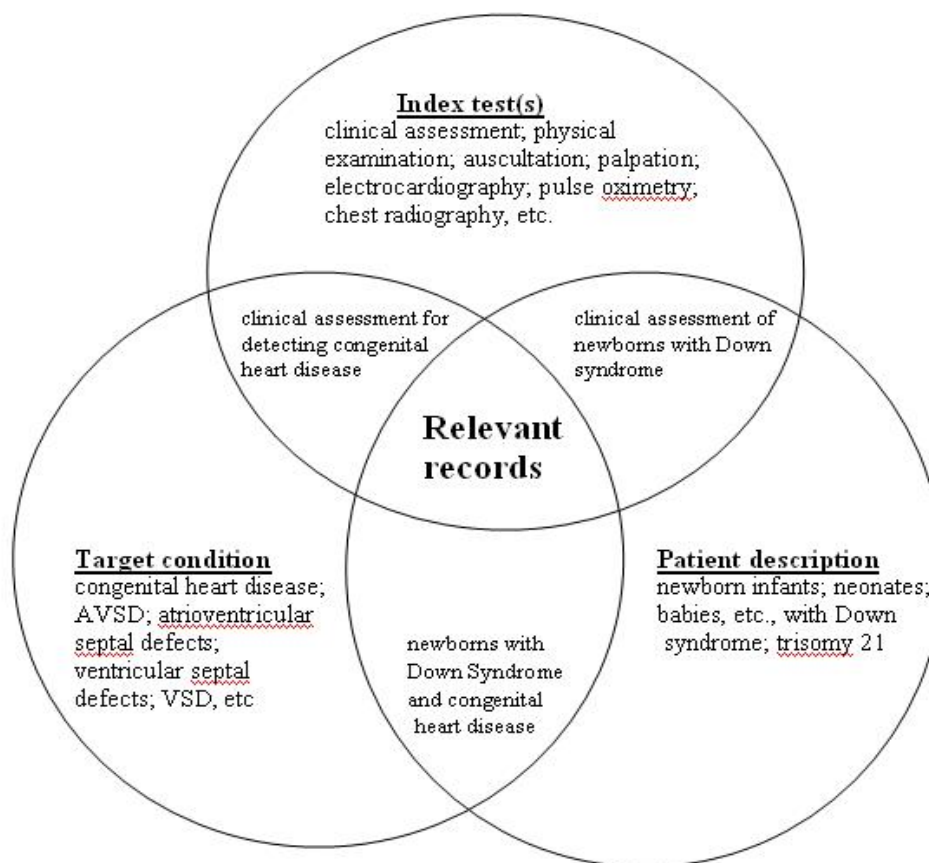 Index test(s)
clinical assessment; physical
examination; auscultation; palpation;
electrocardiography; pulse oximetry;
chest radiography, etc.
clinical assessment for
detecting congenital
heart disease
clinical assessment of
newborns with Down
syndrome
Relevant
records
Target condition
congenital heart disease;
AVSD; atrioventricular
septal defects;
ventricular septal
defects; VSD, etc
newborns with
Down Syndrome
and congenital
heart disease
Patient description
newborn infants; neonates;
babies, etc., with Down
syndrome; trisomy 21